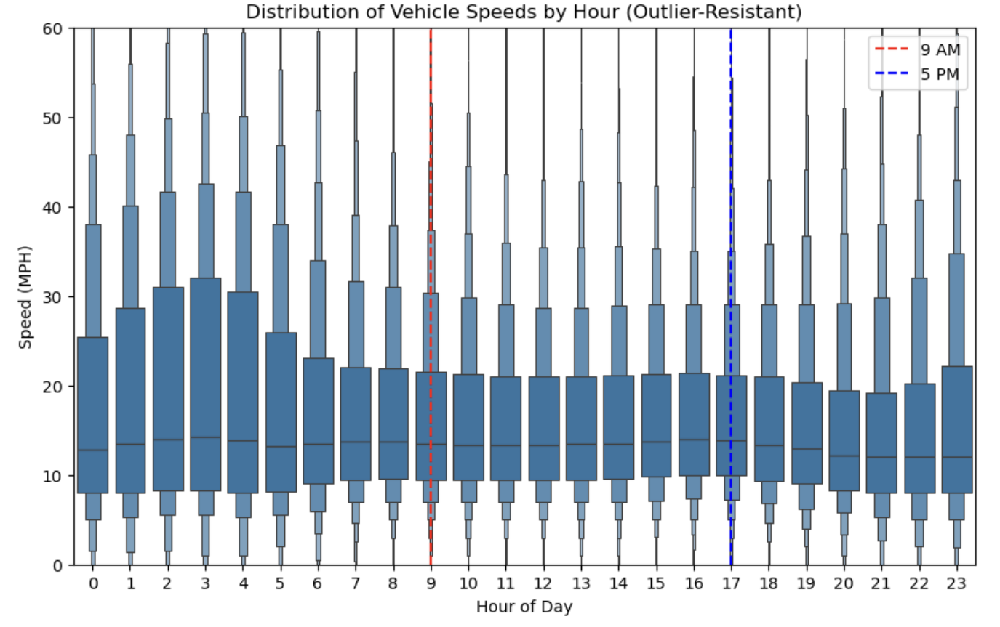 Distribution of Vehicle Speeds by Hour (Outlier-Resistant)
60
50
40
30
20
10
0
Speed (MPH)
9 AM
5 PM
0 1 2 3 4 5 6 7 8 9 10 11 12 13 14 15 16 17 18 19 20 21 22 23
Hour of Day